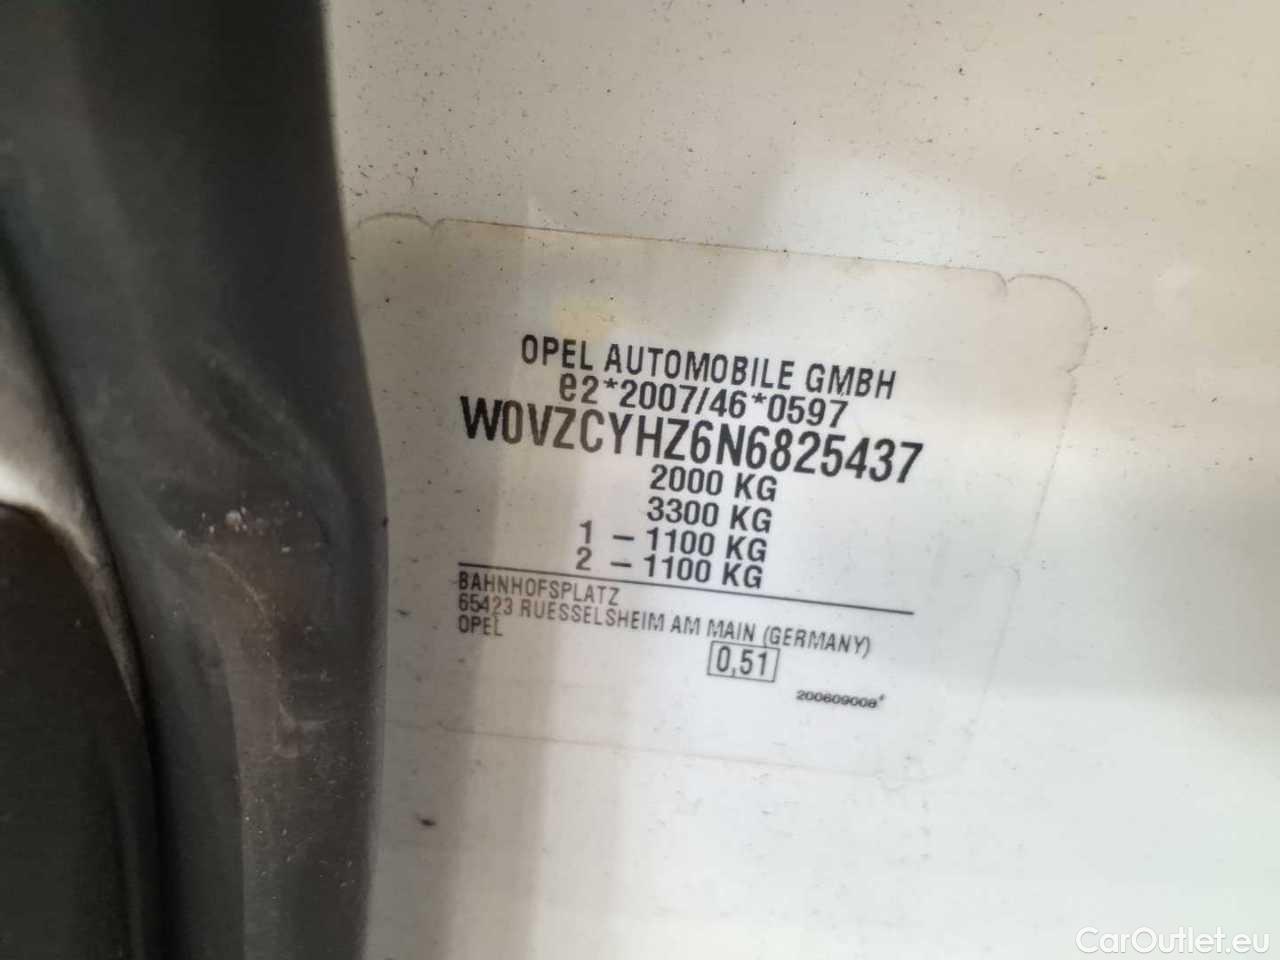 OPEL AUTOMOBILE GMBH
e2*2007/46*0597
W0VZCYHZ6N6825437
2000 KG
3300 KG
1 - 1100 KG
2 - 1100 KG
BAHNHOFSPLATZ
65423 RUESSELSHEIM AM MAIN (GERMANY)
OPEL
0,51
200609008*
CarOutlet.eu